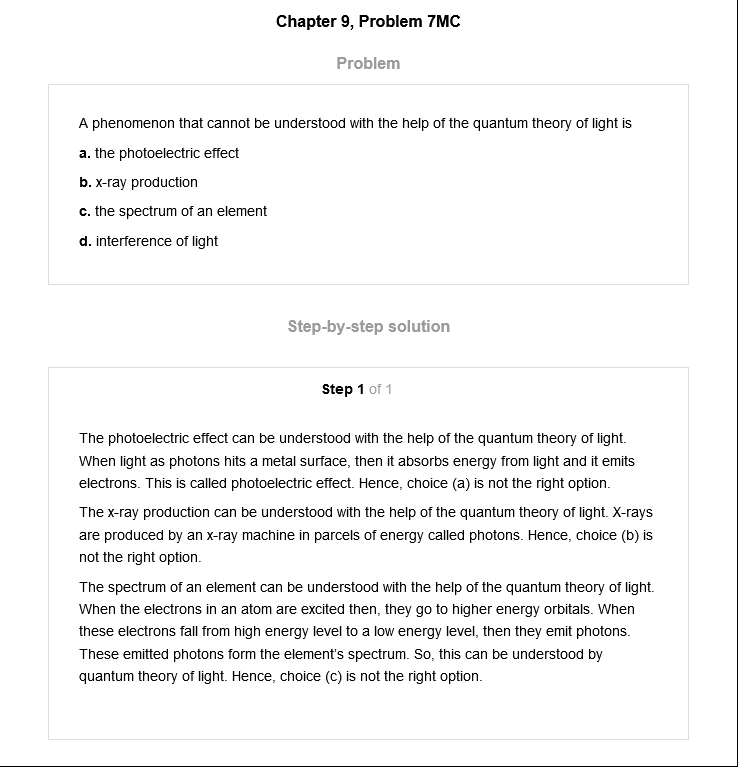 Chapter 9, Problem 7MC
Problem
A phenomenon that cannot be understood with the help of the quantum theory of light is
a. the photoelectric effect
b. x-ray production
c. the spectrum of an element
d. interference of light
Step-by-step solution
Step 1 of 1
The photoelectric effect can be understood with the help of the quantum theory of light.
When light as photons hits a metal surface, then it absorbs energy from light and it emits
electrons. This is called photoelectric effect. Hence, choice (a) is not the right option.
The x-ray production can be understood with the help of the quantum theory of light. X-rays
are produced by an x-ray machine in parcels of energy called photons. Hence, choice (b) is
not the right option.
The spectrum of an element can be understood with the help of the quantum theory of light.
When the electrons in an atom are excited then, they go to higher energy orbitals. When
these electrons fall from high energy level to a low energy level, then they emit photons.
These emitted photons form the element's spectrum. So, this can be understood by
quantum theory of light. Hence, choice (c) is not the right option.